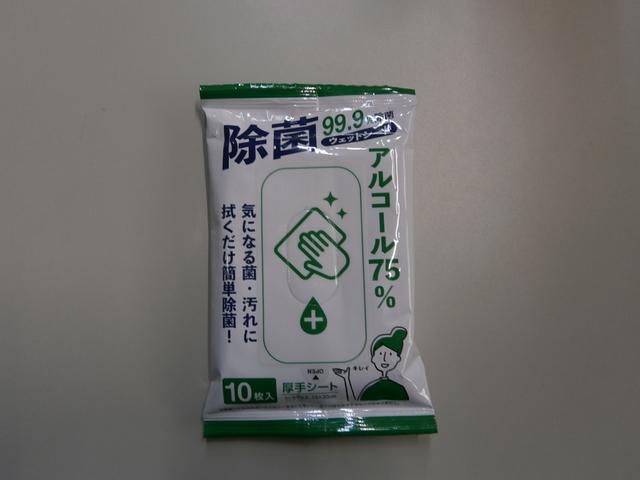 除菌
99.9%除菌
ウェットシート
アルコール75%
気になる菌・汚れに
拭くだけ簡単除菌！
OPEN
キレイ
10枚入
厚手シート